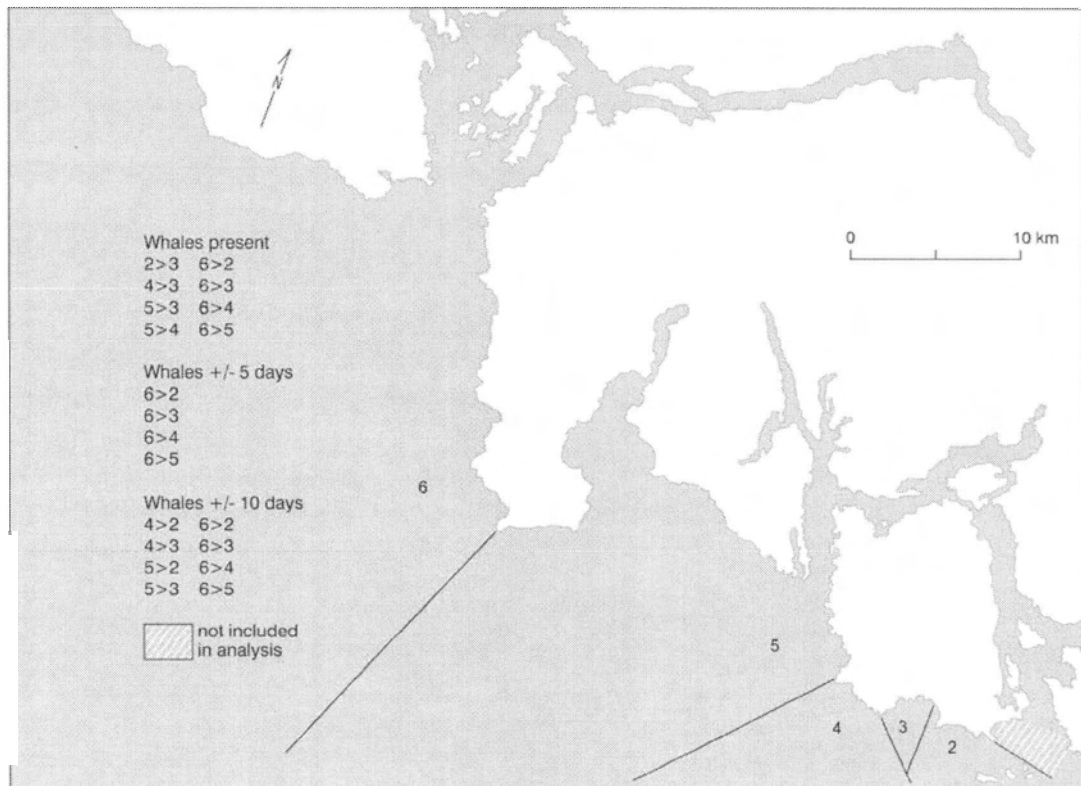 N
0 10 km
Whales present
2>3 6>2
4>3 6>3
5>3 6>4
5>4 6>5
Whales +/- 5 days
6>2
6>3
6>4
6>5
Whales +/- 10 days
4>2 6>2
4>3 6>3
5>2 6>4
5>3 6>5
not included
in analysis
6
5
4
3
2